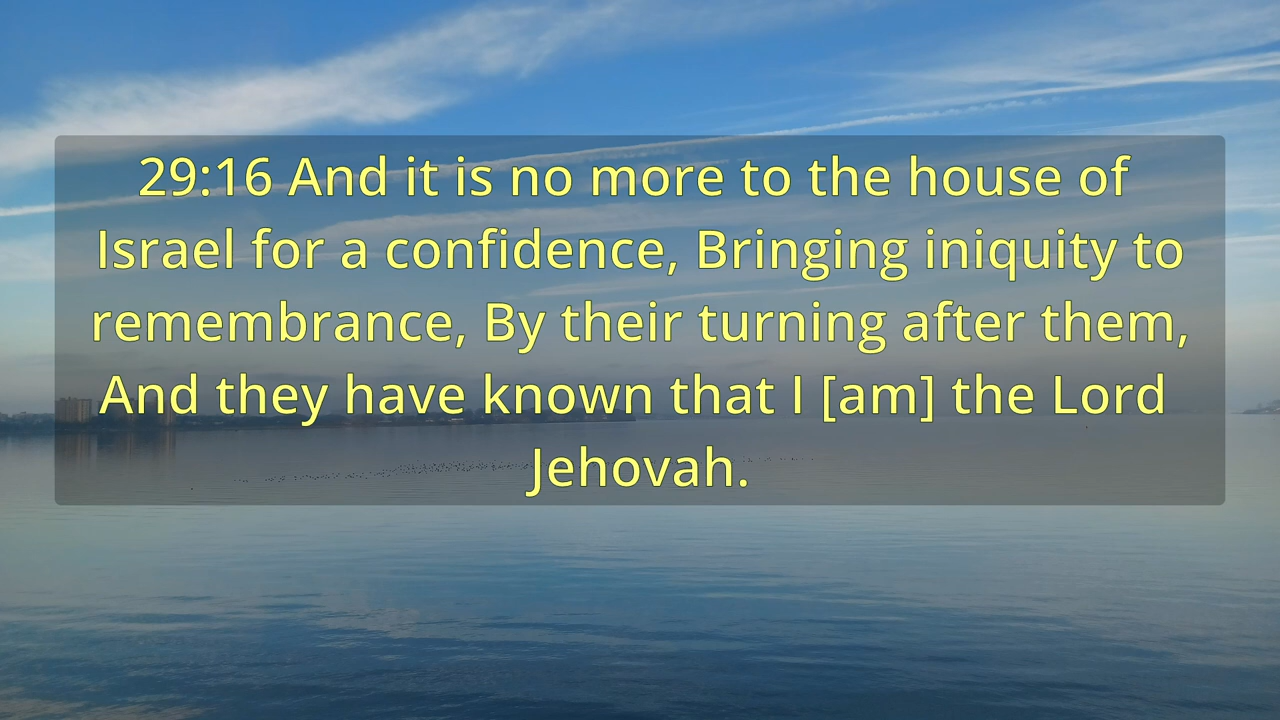 29:16 And it is no more to the house of
Israel for a confidence, Bringing iniquity to
remembrance, By their turning after them,
And they have known that I [am] the Lord
Jehovah.